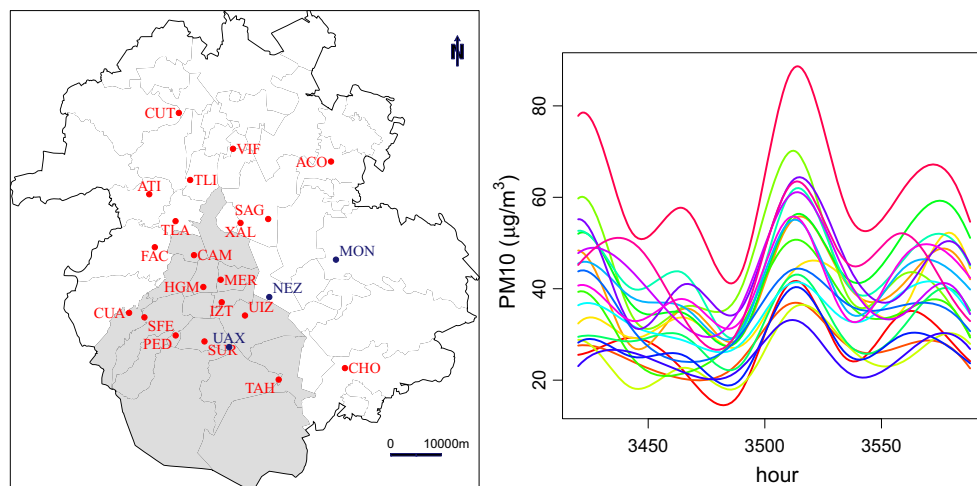 N
CUT
VIF
ACO
TLI
ATI
SAG
TLA
XAL
FAC
CAM
MON
MER
HGM
NEZ
IZT
UIZ
CUA
SFE
PED
UAX
SUR
CHO
TAH
0 10000m
PM10 (μg/m³)
80
60
40
20
3450 3500 3550
hour